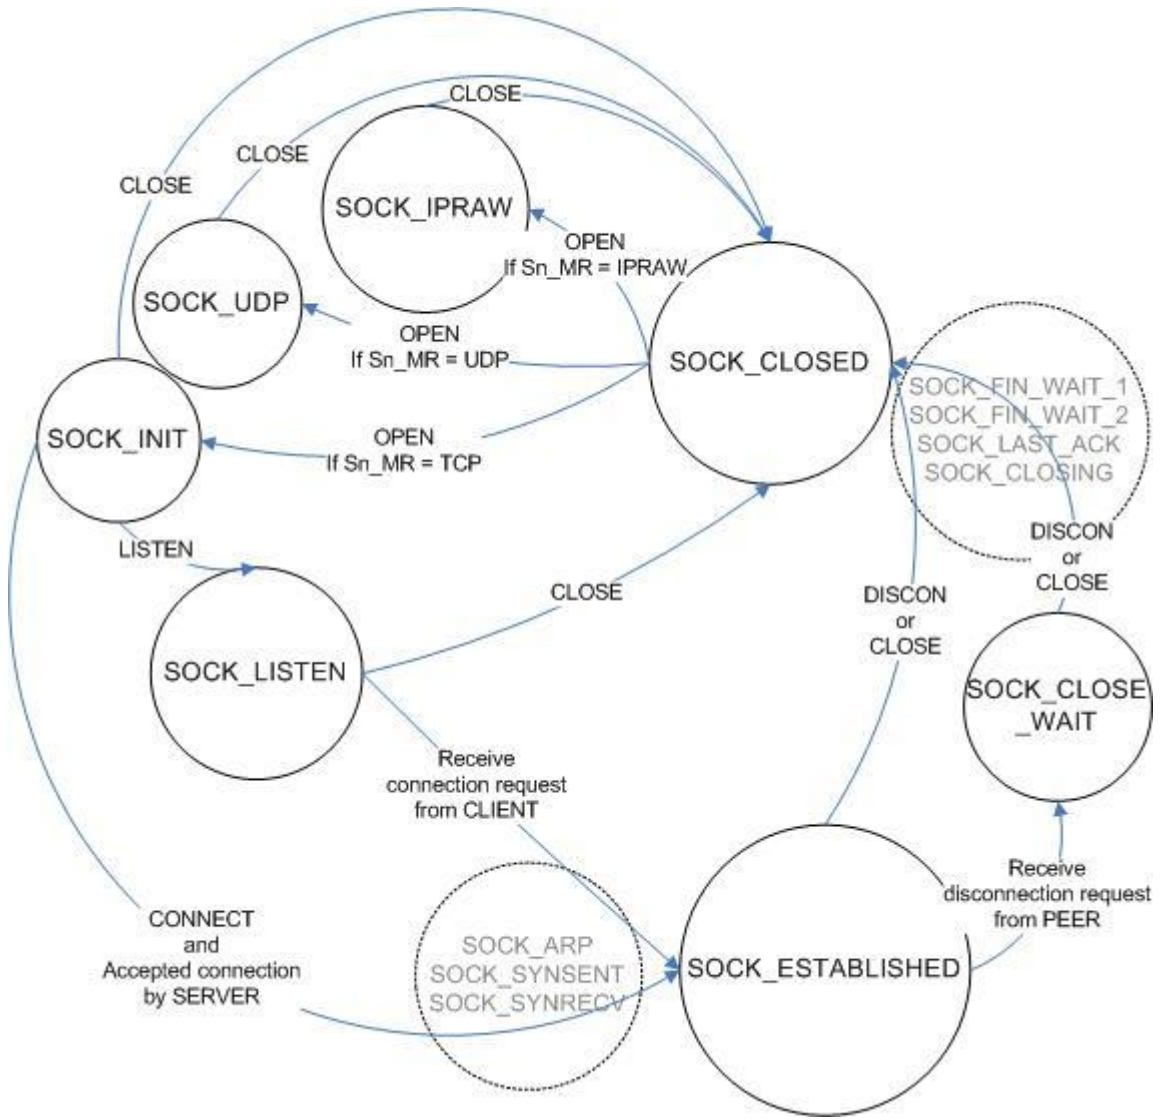 CLOSE
CLOSE
CLOSE
SOCK_IPRAW
OPEN
If Sn_MR = IPRAW
SOCK_UDP
OPEN
If Sn_MR = UDP
SOCK_CLOSED
SOCK_FIN_WAIT_1
SOCK_FIN_WAIT_2
SOCK_LAST_ACK
SOCK_CLOSING
SOCK_INIT
OPEN
If Sn_MR = TCP
LISTEN
DISCON
or
CLOSE
CLOSE
DISCON
or
CLOSE
SOCK_LISTEN
SOCK_CLOSE
_WAIT
Receive
connection request
from CLIENT
Receive
disconnection request
from PEER
CONNECT
and
Accepted connection
by SERVER
SOCK_ARP
SOCK_SYNSENT
SOCK_SYNRECV
SOCK_ESTABLISHED